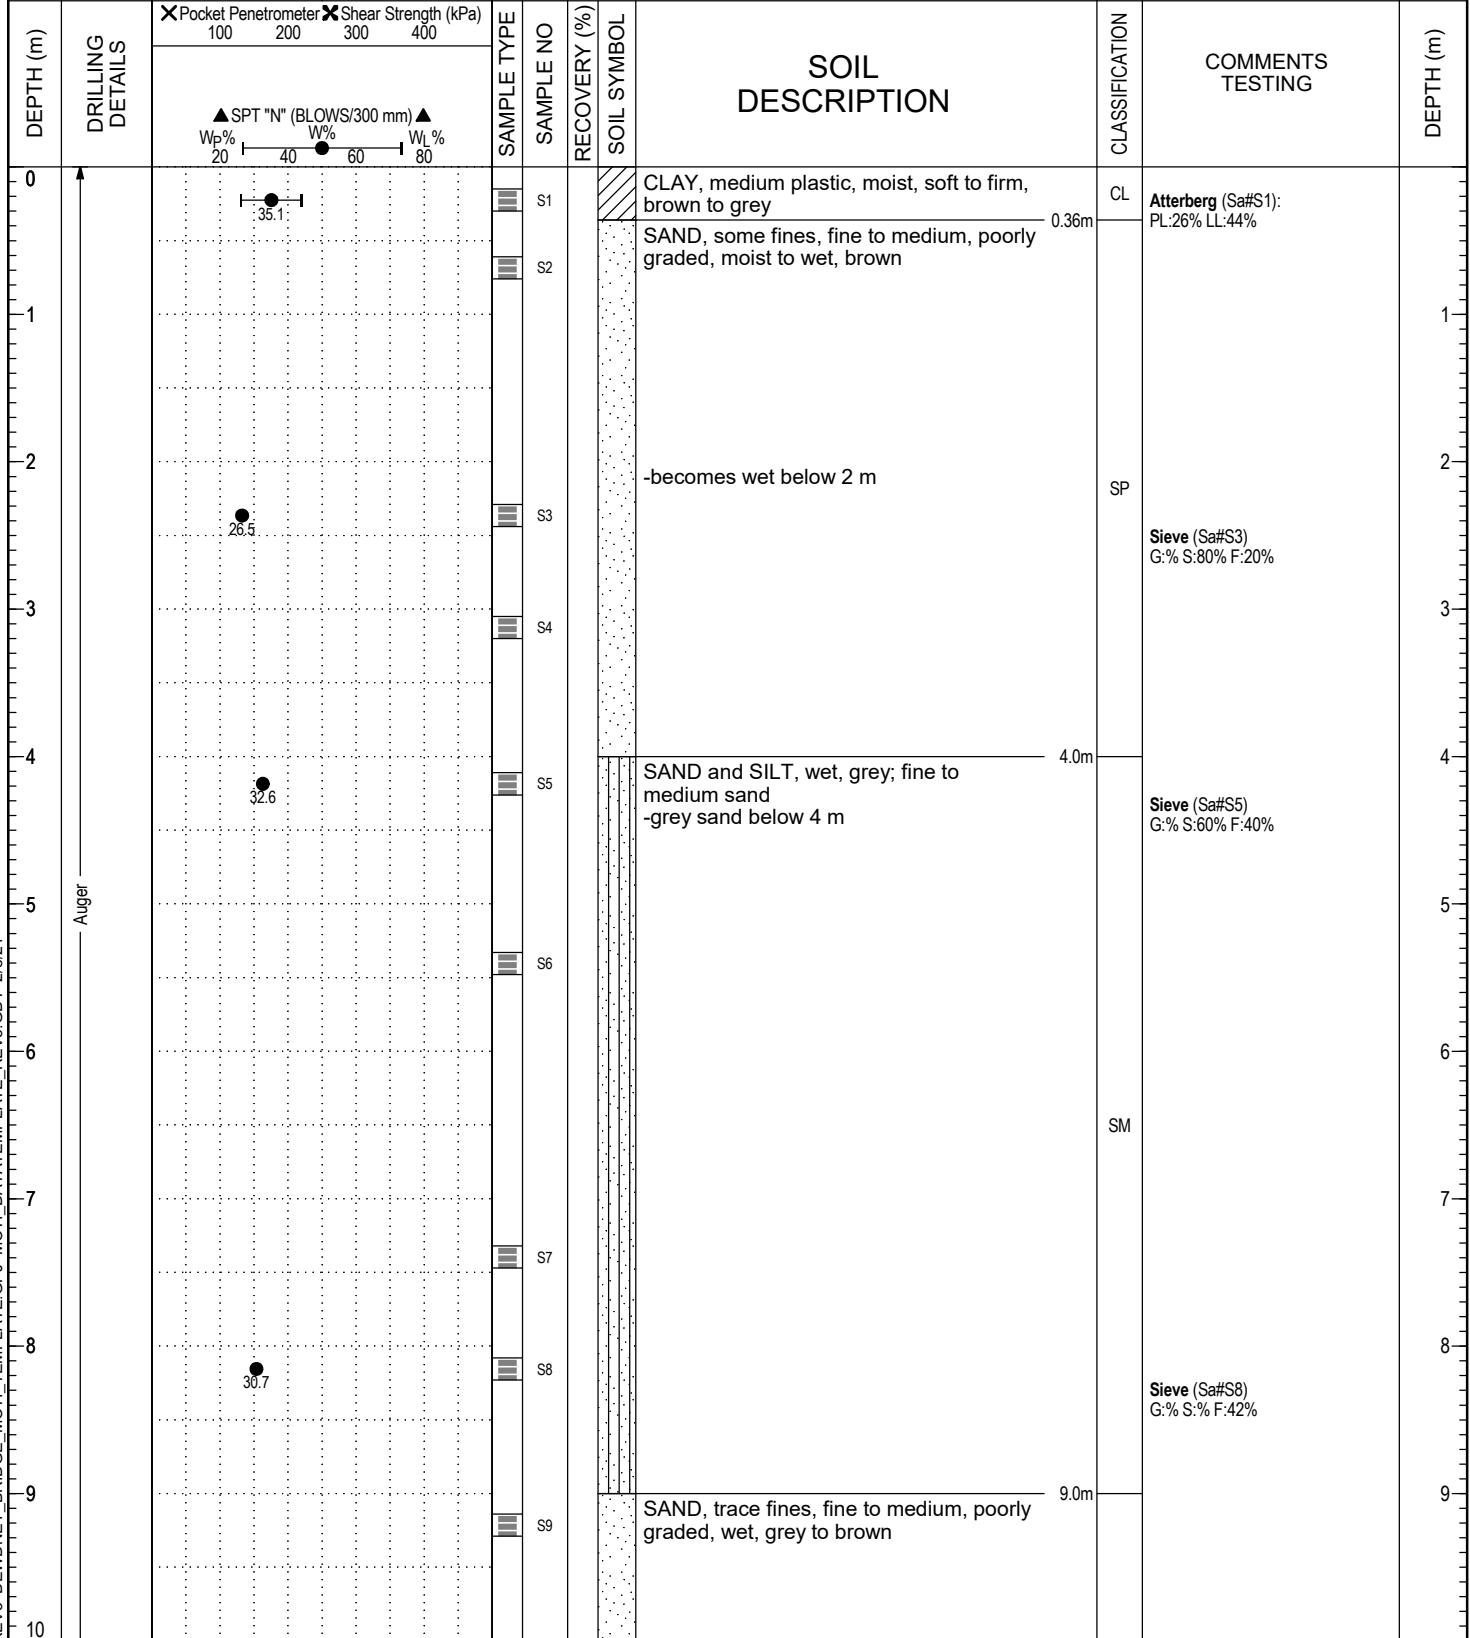 DEPTH (m)
DRILLING
DETAILS
Pocket Penetrometer Shear Strength (kPa)
100 200 300 400
SPT "N" (BLOWS/300 mm)
WP% W% WL%
20 40 60 80
SAMPLE TYPE
SAMPLE NO
RECOVERY (%)
SOIL SYMBOL
SOIL
DESCRIPTION
CLASSIFICATION
COMMENTS
TESTING
DEPTH (m)
0
CLAY, medium plastic, moist, soft to firm,
brown to grey
S1
35.1
CL
Atterberg (Sa#S1):
PL:26% LL:44%
0.36m
SAND, some fines, fine to medium, poorly
graded, moist to wet, brown
S2
1 1
2 2
-becomes wet below 2 m
SP
S3
26.5
Sieve (Sa#S3)
G:% S:80% F:20%
3 3
S4
4 4.0m 4
SAND and SILT, wet, grey; fine to
medium sand
-grey sand below 4 m
S5
32.6
Sieve (Sa#S5)
G:% S:60% F:40%
Auger
5 5
S6
6 6
SM
7 7
S7
8 8
S8
30.7
Sieve (Sa#S8)
G:% S:% F:42%
9 9.0m 9
SAND, trace fines, fine to medium, poorly
graded, wet, grey to brown
S9
10